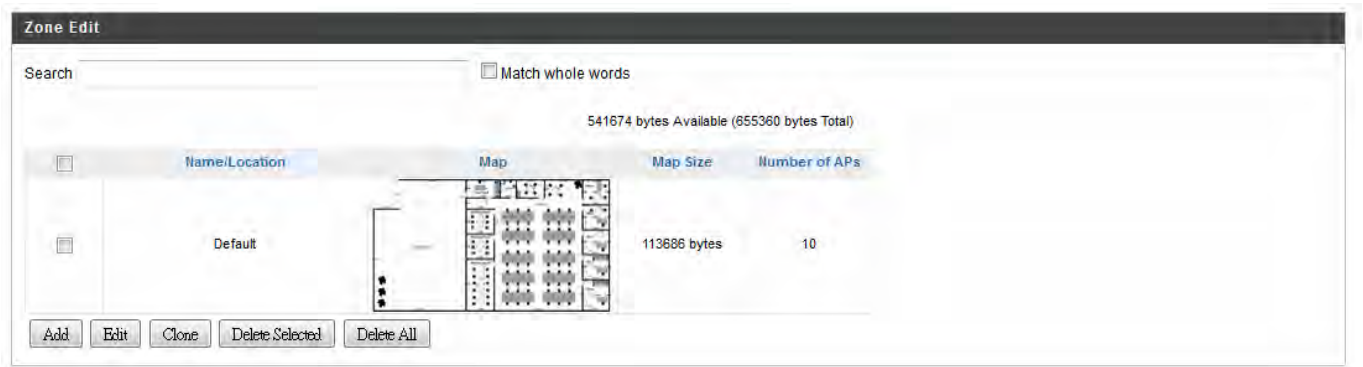 Zone Edit
Search Match whole words
541674 bytes Available (655360 bytes Total)
Name/Location Map Map Size Number of APs
Default 113686 bytes 10
Add Edit Clone Delete Selected Delete All